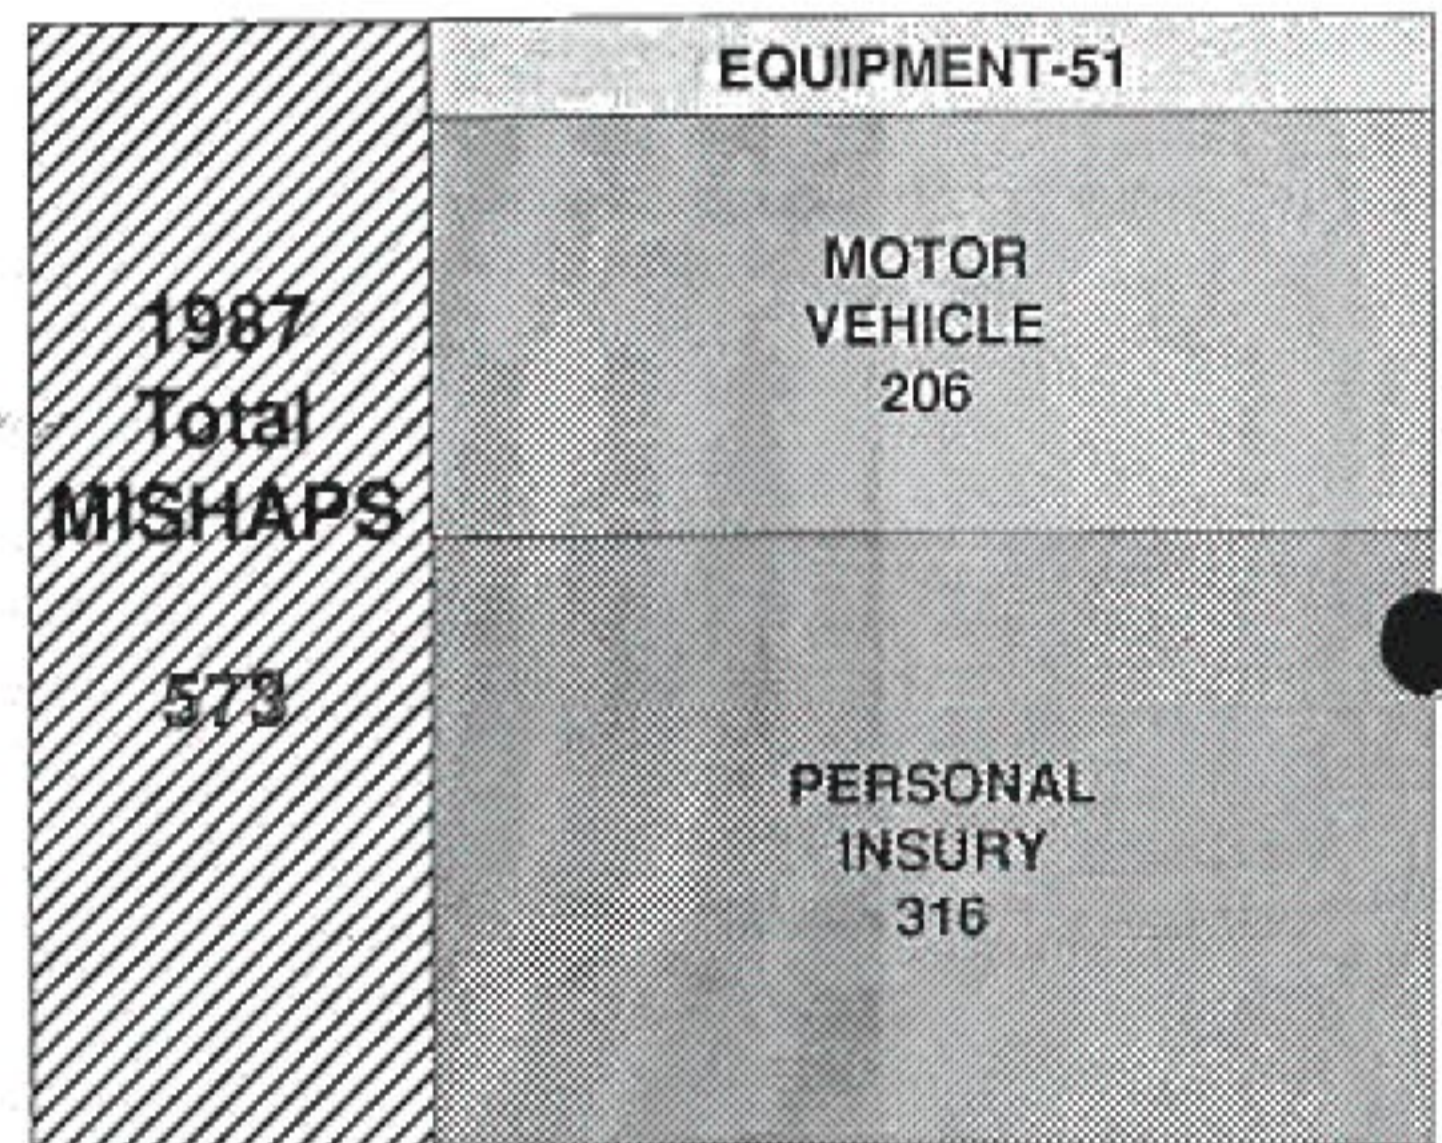 1987
Total
MISHAPS
573
EQUIPMENT-51
MOTOR
VEHICLE
206
PERSONAL
INSURY
316